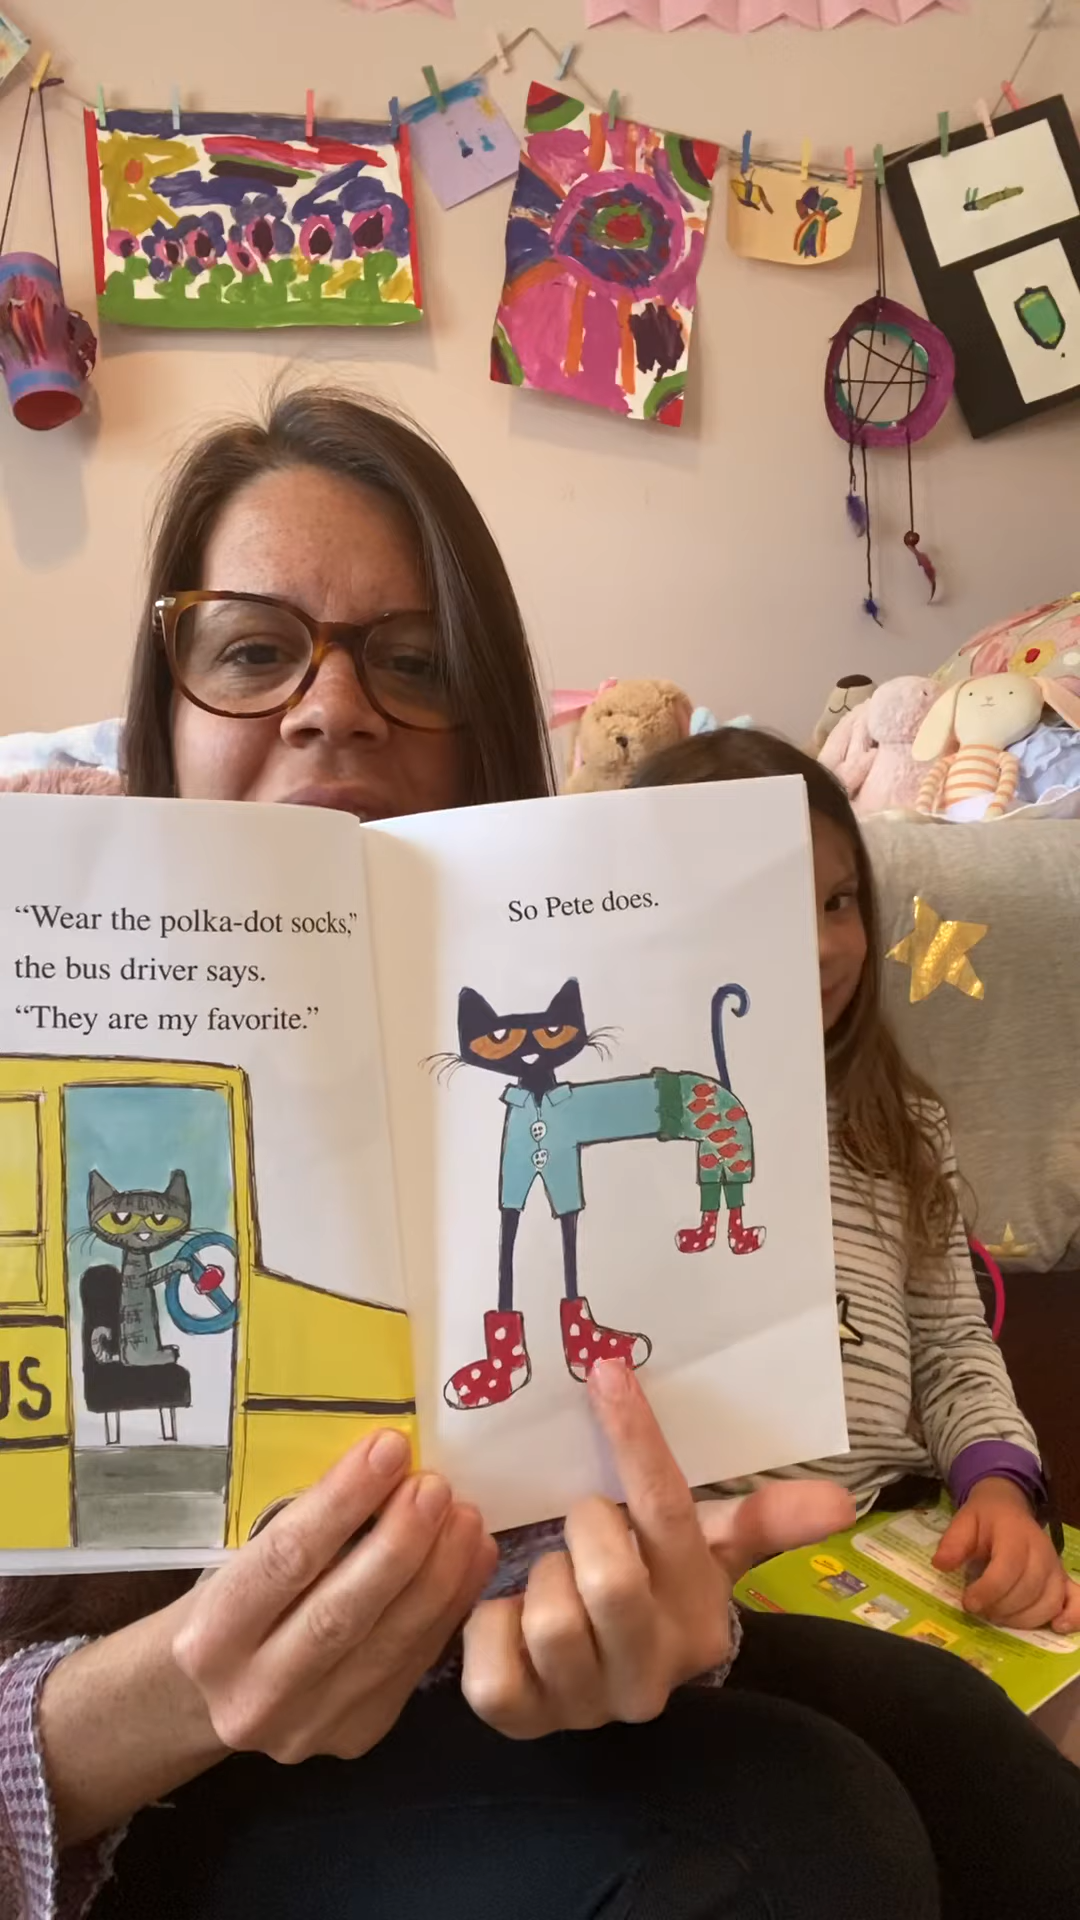 “Wear the polka-dot socks,”
the bus driver says.
“They are my favorite.”
So Pete does.
US